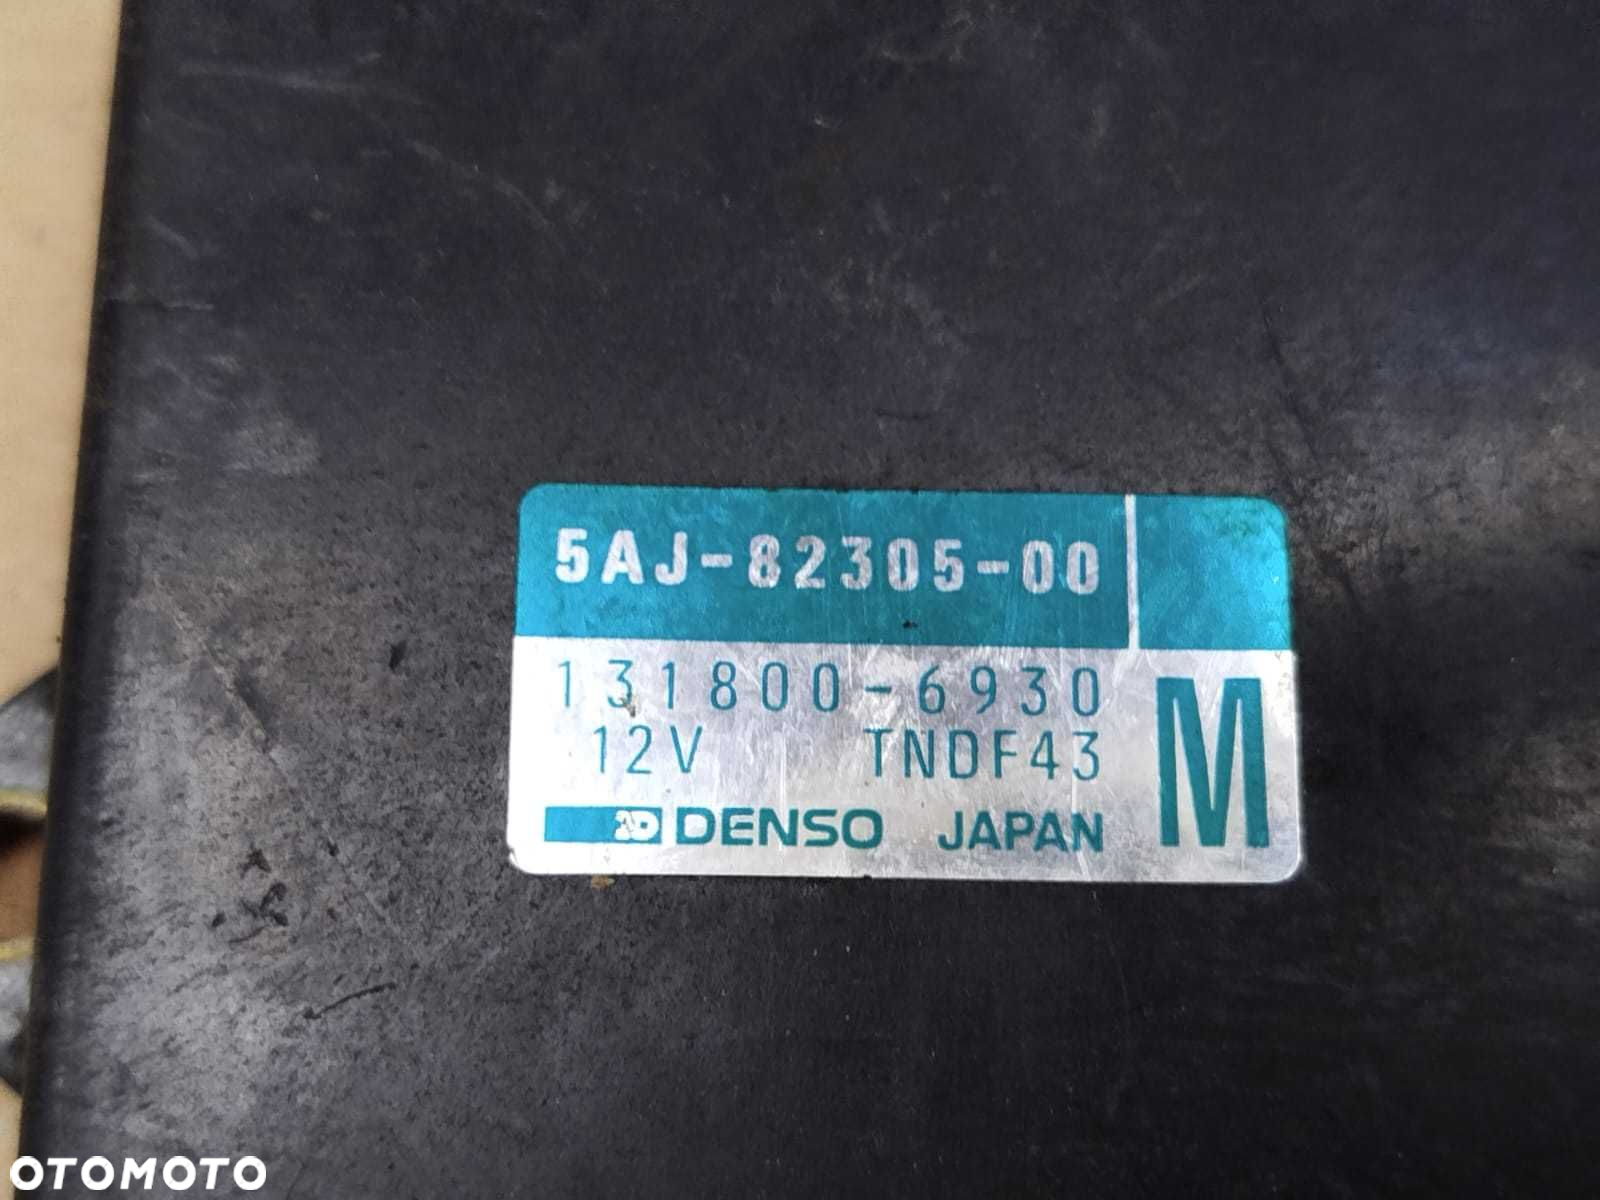 5AJ-82305-00
131800-6930
12V TNDF43
DENSO JAPAN
M
OTOMOTO